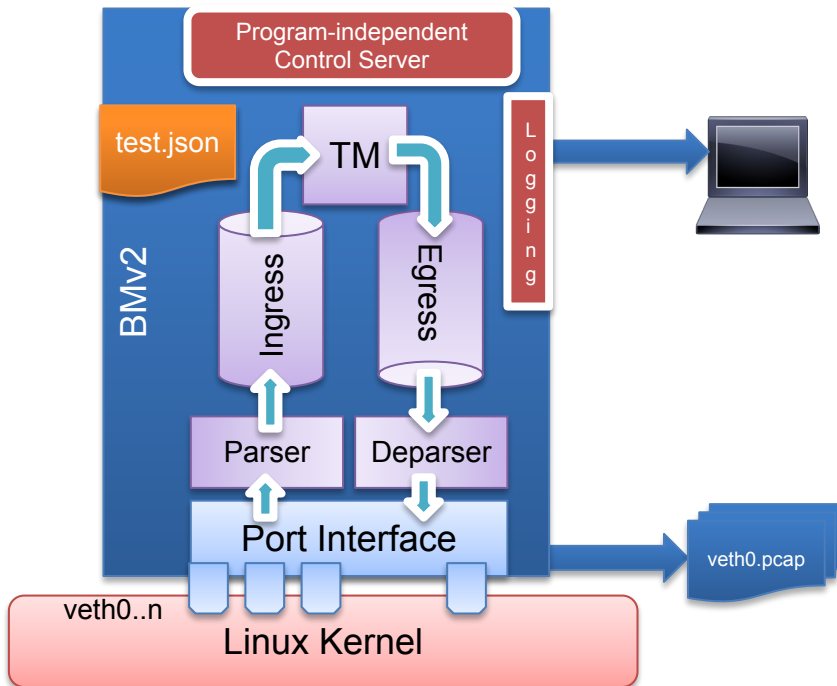 Program-independent
Control Server
test.json
TM
Logging
BMv2
Ingress
Egress
Parser
Deparser
Port Interface
veth0.pcap
veth0..n
Linux Kernel